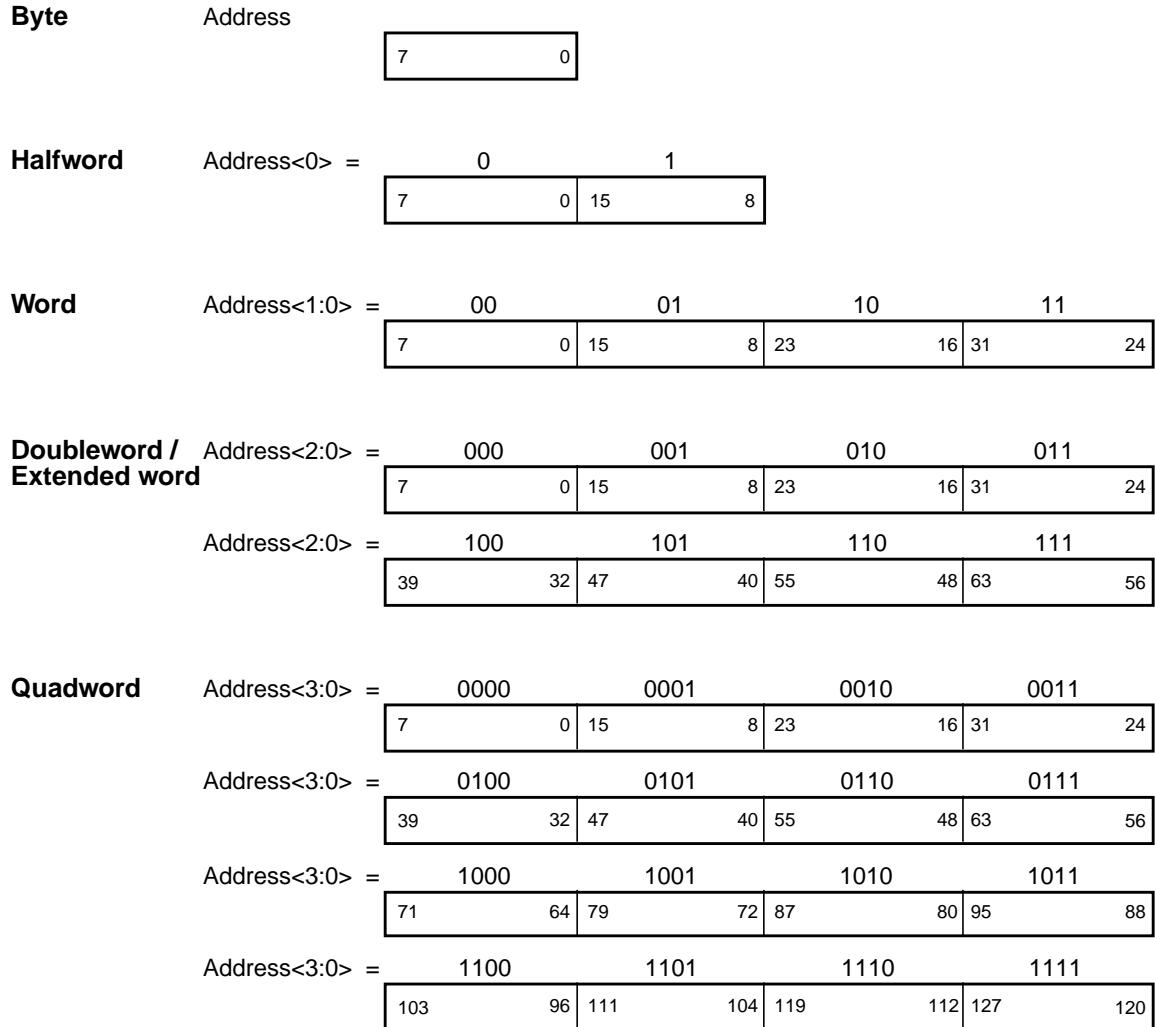 Byte Address
7 0
Halfword Address<0> = 0 1
7 0 15 8
Word Address<1:0> = 00 01 10 11
7 0 15 8 23 16 31 24
Doubleword / Address<2:0> = 000 001 010 011
Extended word
7 0 15 8 23 16 31 24
Address<2:0> = 100 101 110 111
39 32 47 40 55 48 63 56
Quadword Address<3:0> = 0000 0001 0010 0011
7 0 15 8 23 16 31 24
Address<3:0> = 0100 0101 0110 0111
39 32 47 40 55 48 63 56
Address<3:0> = 1000 1001 1010 1011
71 64 79 72 87 80 95 88
Address<3:0> = 1100 1101 1110 1111
103 96 111 104 119 112 127 120